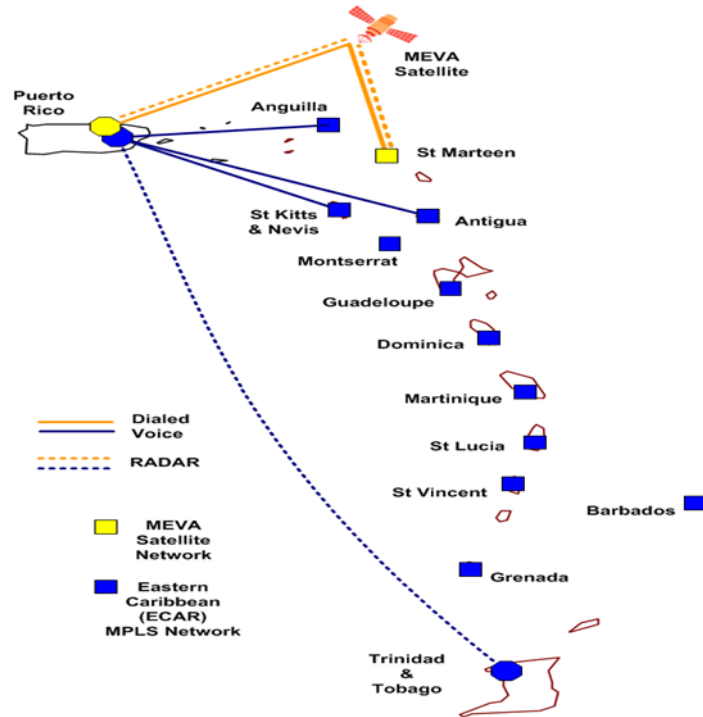 MEVA
Satellite
Puerto
Rico
Anguilla
St Marteen
St Kitts
& Nevis
Antigua
Montserrat
Guadeloupe
Dominica
Martinique
Dialed
Voice
St Lucia
RADAR
St Vincent
Barbados
MEVA
Satellite
Network
Grenada
Eastern
Caribbean
(ECAR)
MPLS Network
Trinidad
&
Tobago